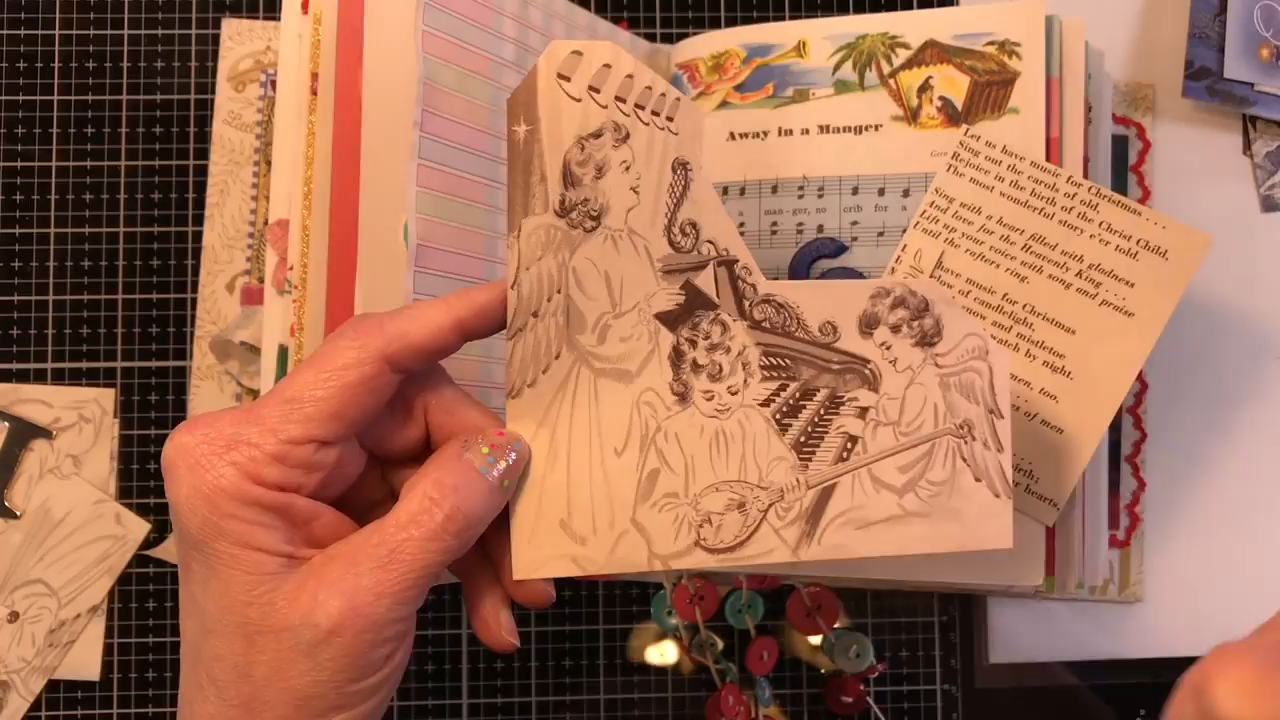 Away in a Manger
a man-ger, no crib for a
Let us have music for Christmas . . .
Sing out the carols of old,
Rejoice in the birth of the Christ Child,
The most wonderful story e'er told.
Sing with a heart filled with gladness
And love for the Heavenly King . . .
Lift up your voice with song and praise
Until the rafters ring.
have music for Christmas
of candlelight,
and mistletoe
watch by night.
men, too,
of men
hearts.